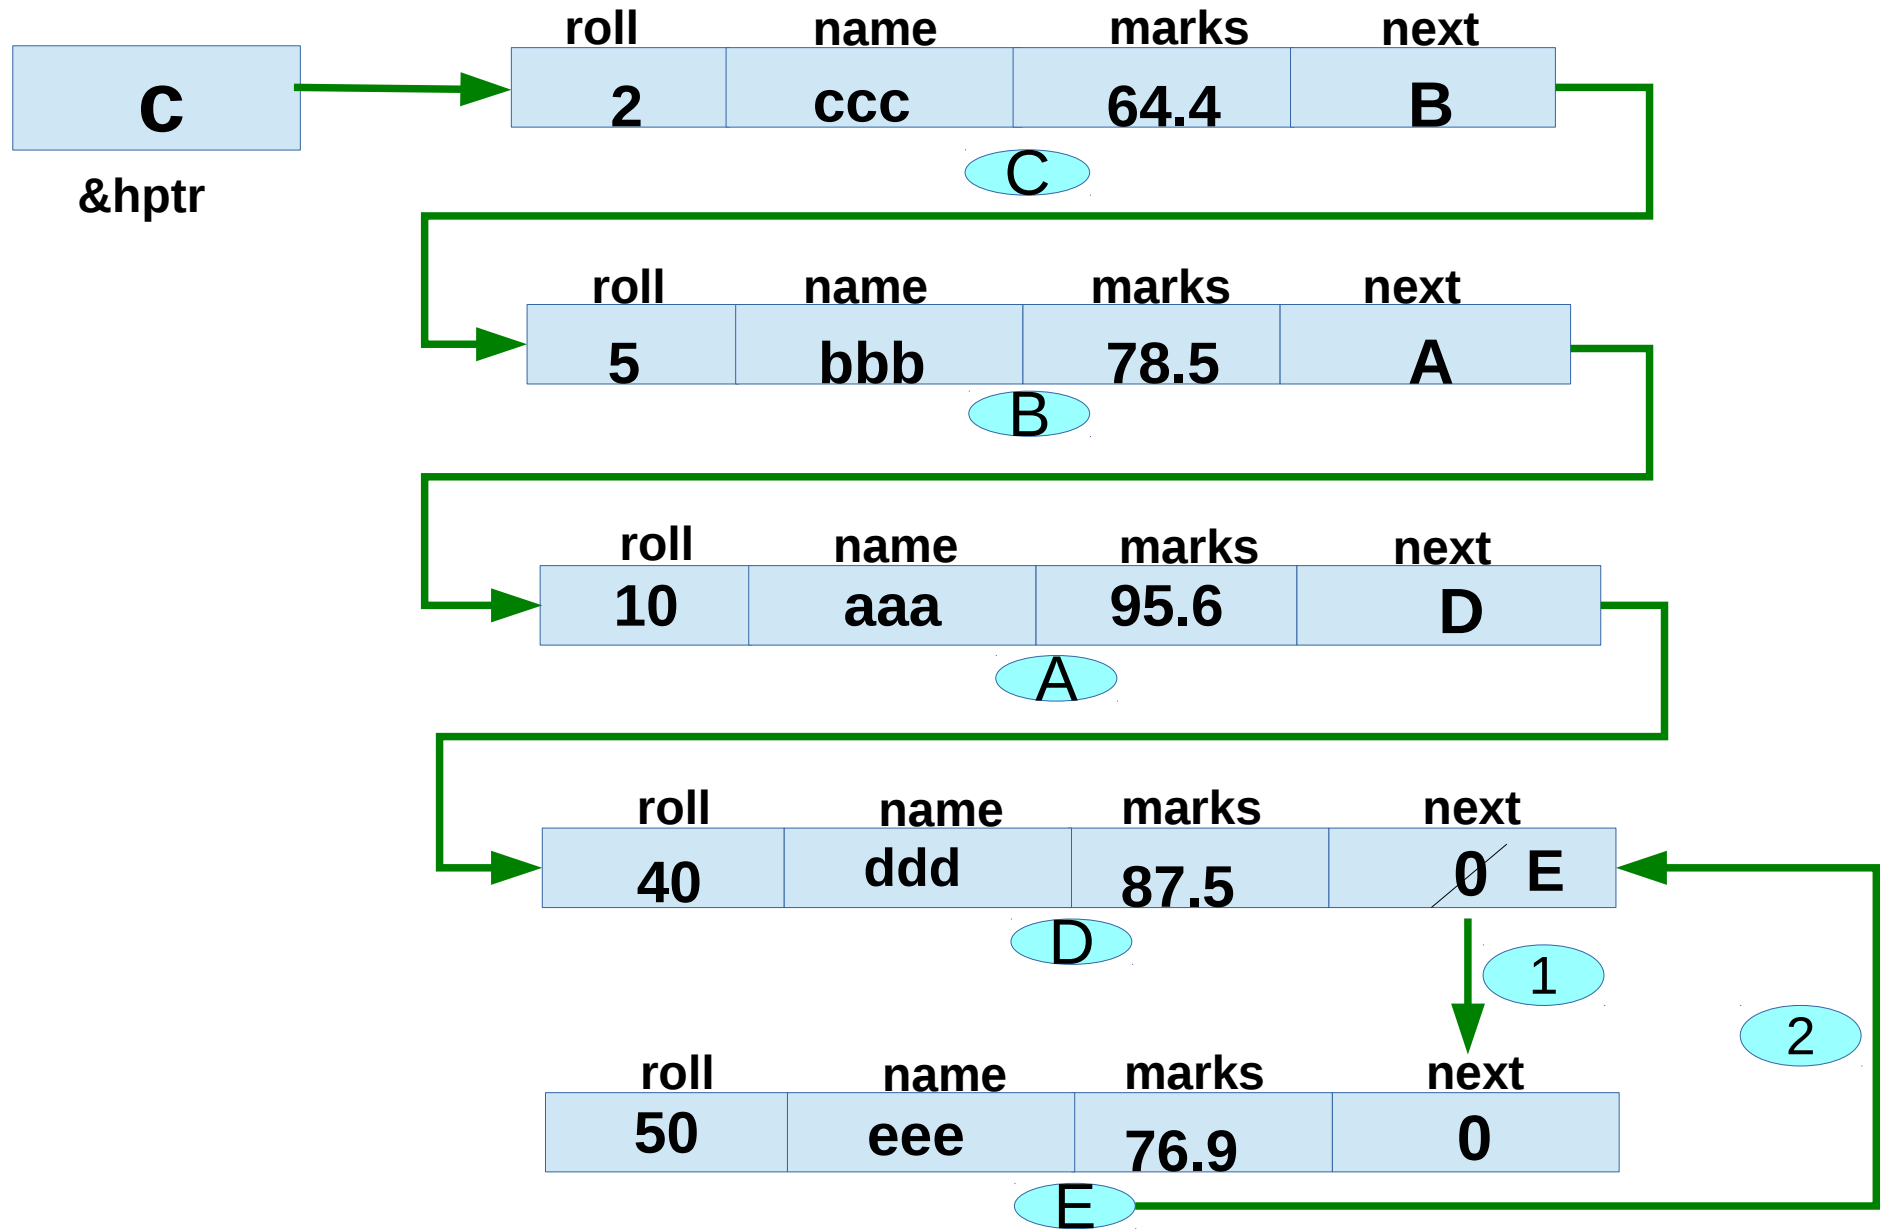 roll name marks next
c 2 ccc 64.4 B
C
&hptr
roll name marks next
5 bbb 78.5 A
B
roll name marks next
10 aaa 95.6 D
A
roll name marks next
40 ddd 87.5 0 E
D
1
2
roll name marks next
50 eee 76.9 0
E